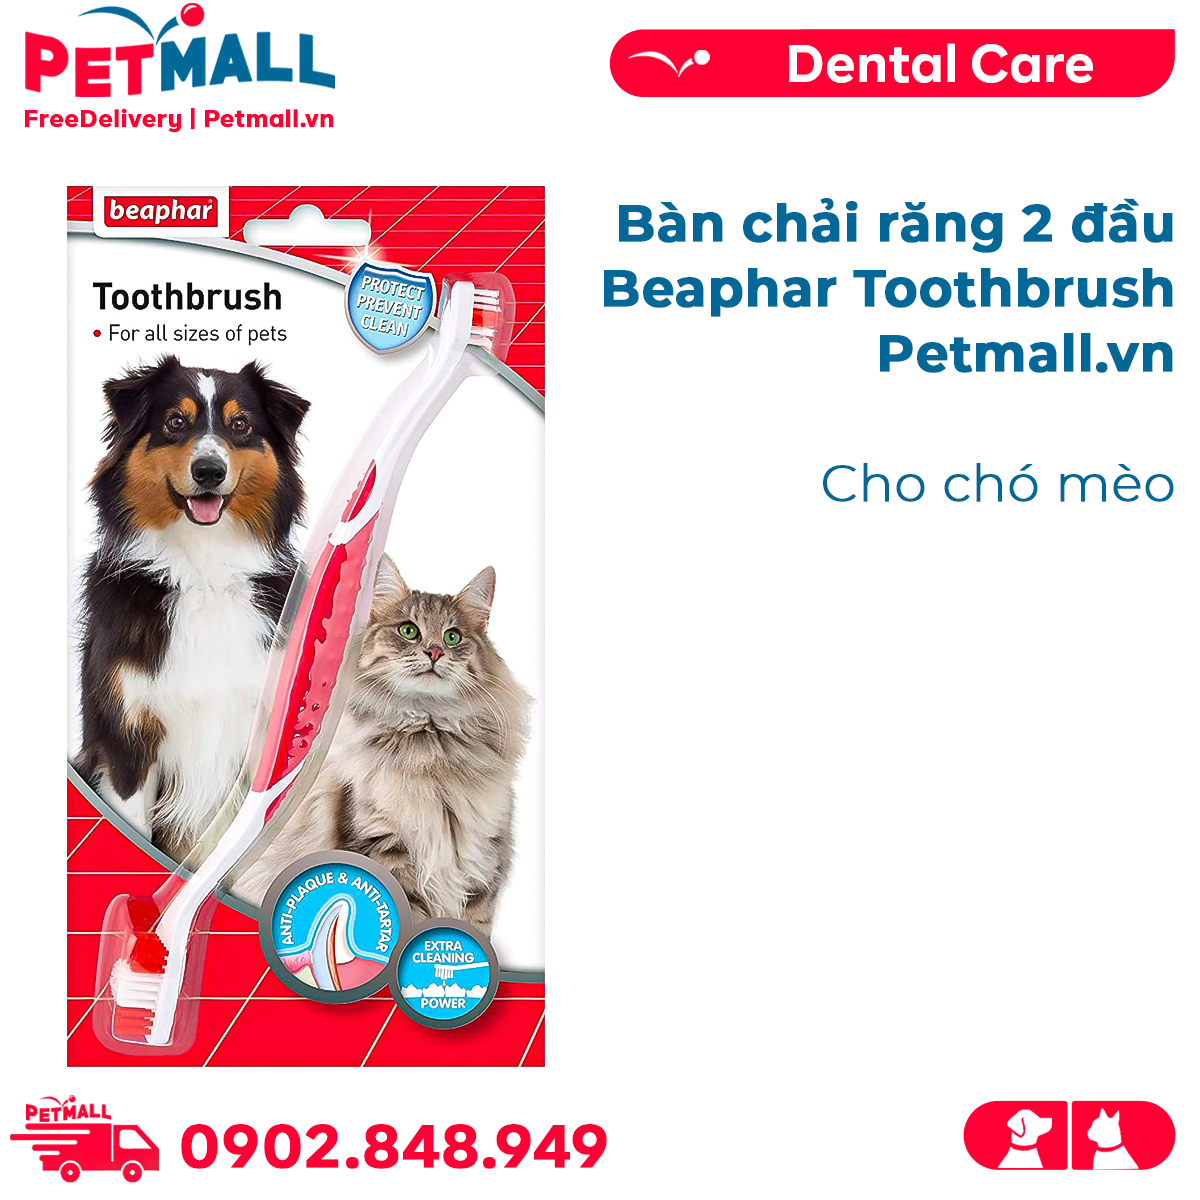 PETMALL
FreeDelivery | Petmall.vn
Dental Care
Bàn chải răng 2 đầu
Beaphar Toothbrush
Petmall.vn
Cho chó mèo
beaphar
Toothbrush
• For all sizes of pets
PROTECT
PREVENT
CLEAN
ANTI-PLAQUE & ANTI-TARTAR
EXTRA
CLEANING
POWER
PETMALL
0902.848.949